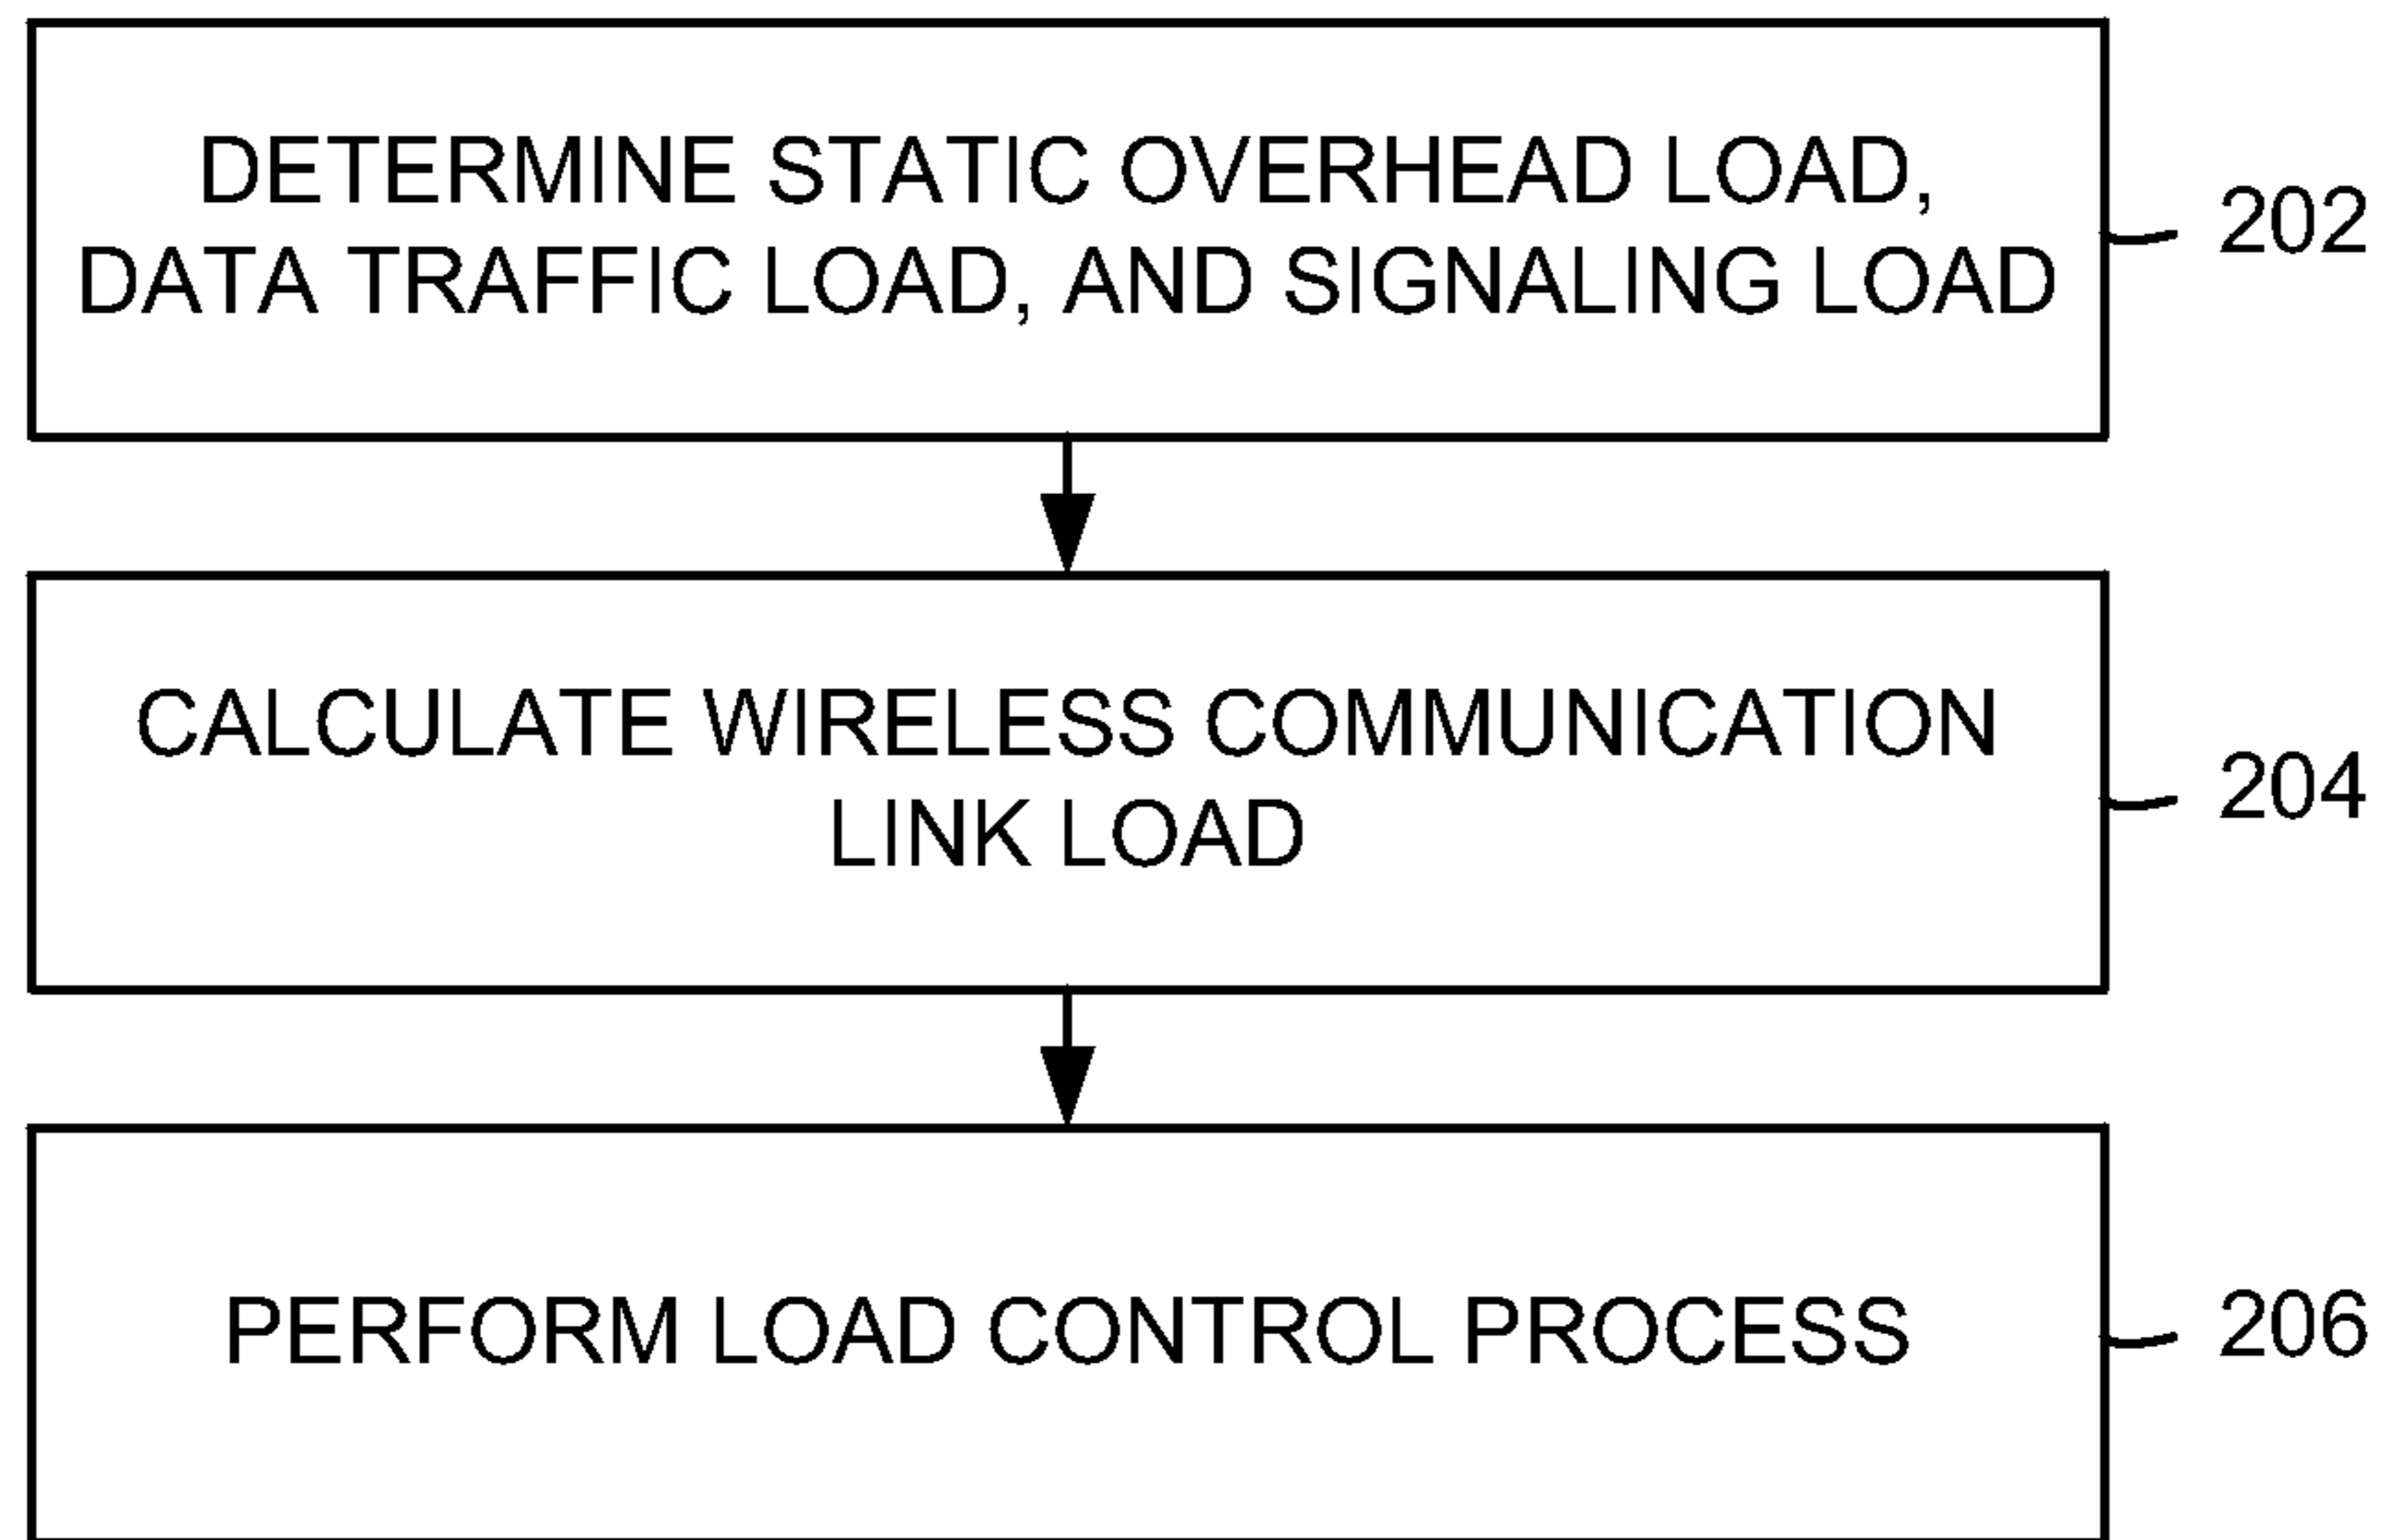 DETERMINE STATIC OVERHEAD LOAD,
DATA TRAFFIC LOAD, AND SIGNALING LOAD
202
CALCULATE WIRELESS COMMUNICATION
LINK LOAD
204
PERFORM LOAD CONTROL PROCESS
206